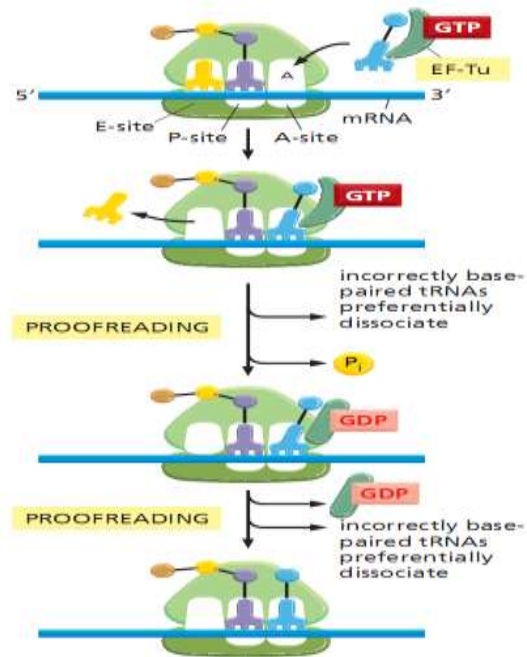 GTP
EF-Tu
A
5′
3′
mRNA
E-site
P-site
A-site
GTP
incorrectly base-
paired tRNAs
preferentially
dissociate
PROOFREADING
Pi
GDP
GDP
PROOFREADING
incorrectly base-
paired tRNAs
preferentially
dissociate